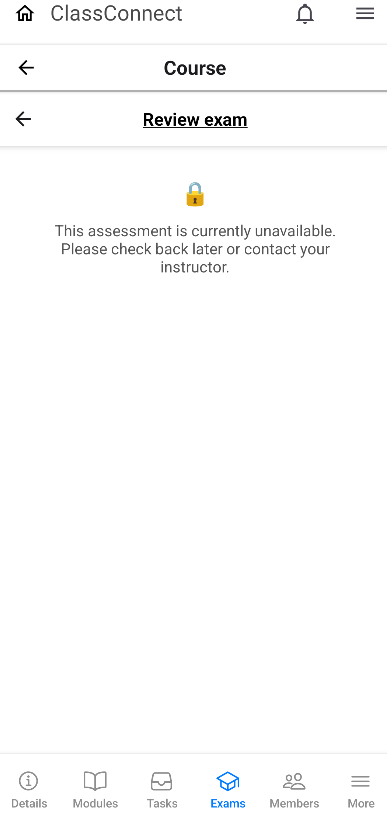 ClassConnect
Course
Review exam
This assessment is currently unavailable.
Please check back later or contact your
instructor.
Details
Modules
Tasks
Exams
Members
More